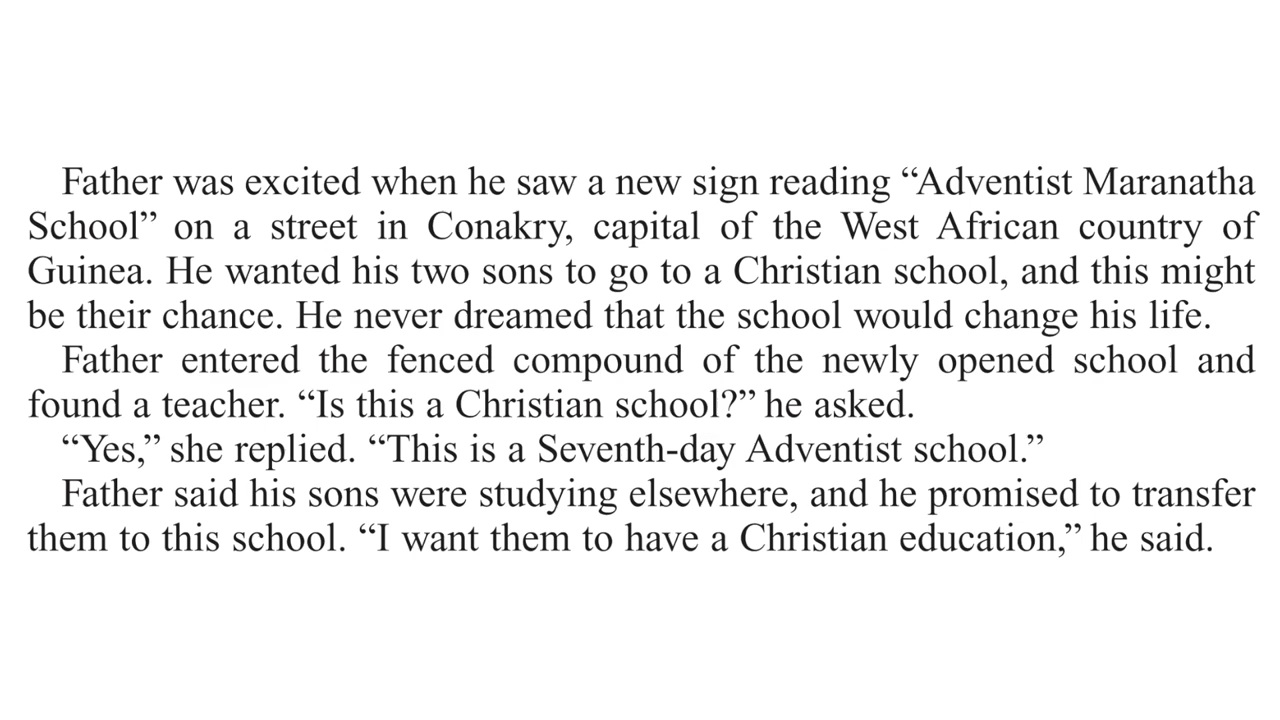 Father was excited when he saw a new sign reading “Adventist Maranatha
School” on a street in Conakry, capital of the West African country of
Guinea. He wanted his two sons to go to a Christian school, and this might
be their chance. He never dreamed that the school would change his life.
Father entered the fenced compound of the newly opened school and
found a teacher. “Is this a Christian school?” he asked.
“Yes,” she replied. “This is a Seventh-day Adventist school.”
Father said his sons were studying elsewhere, and he promised to transfer
them to this school. “I want them to have a Christian education,” he said.